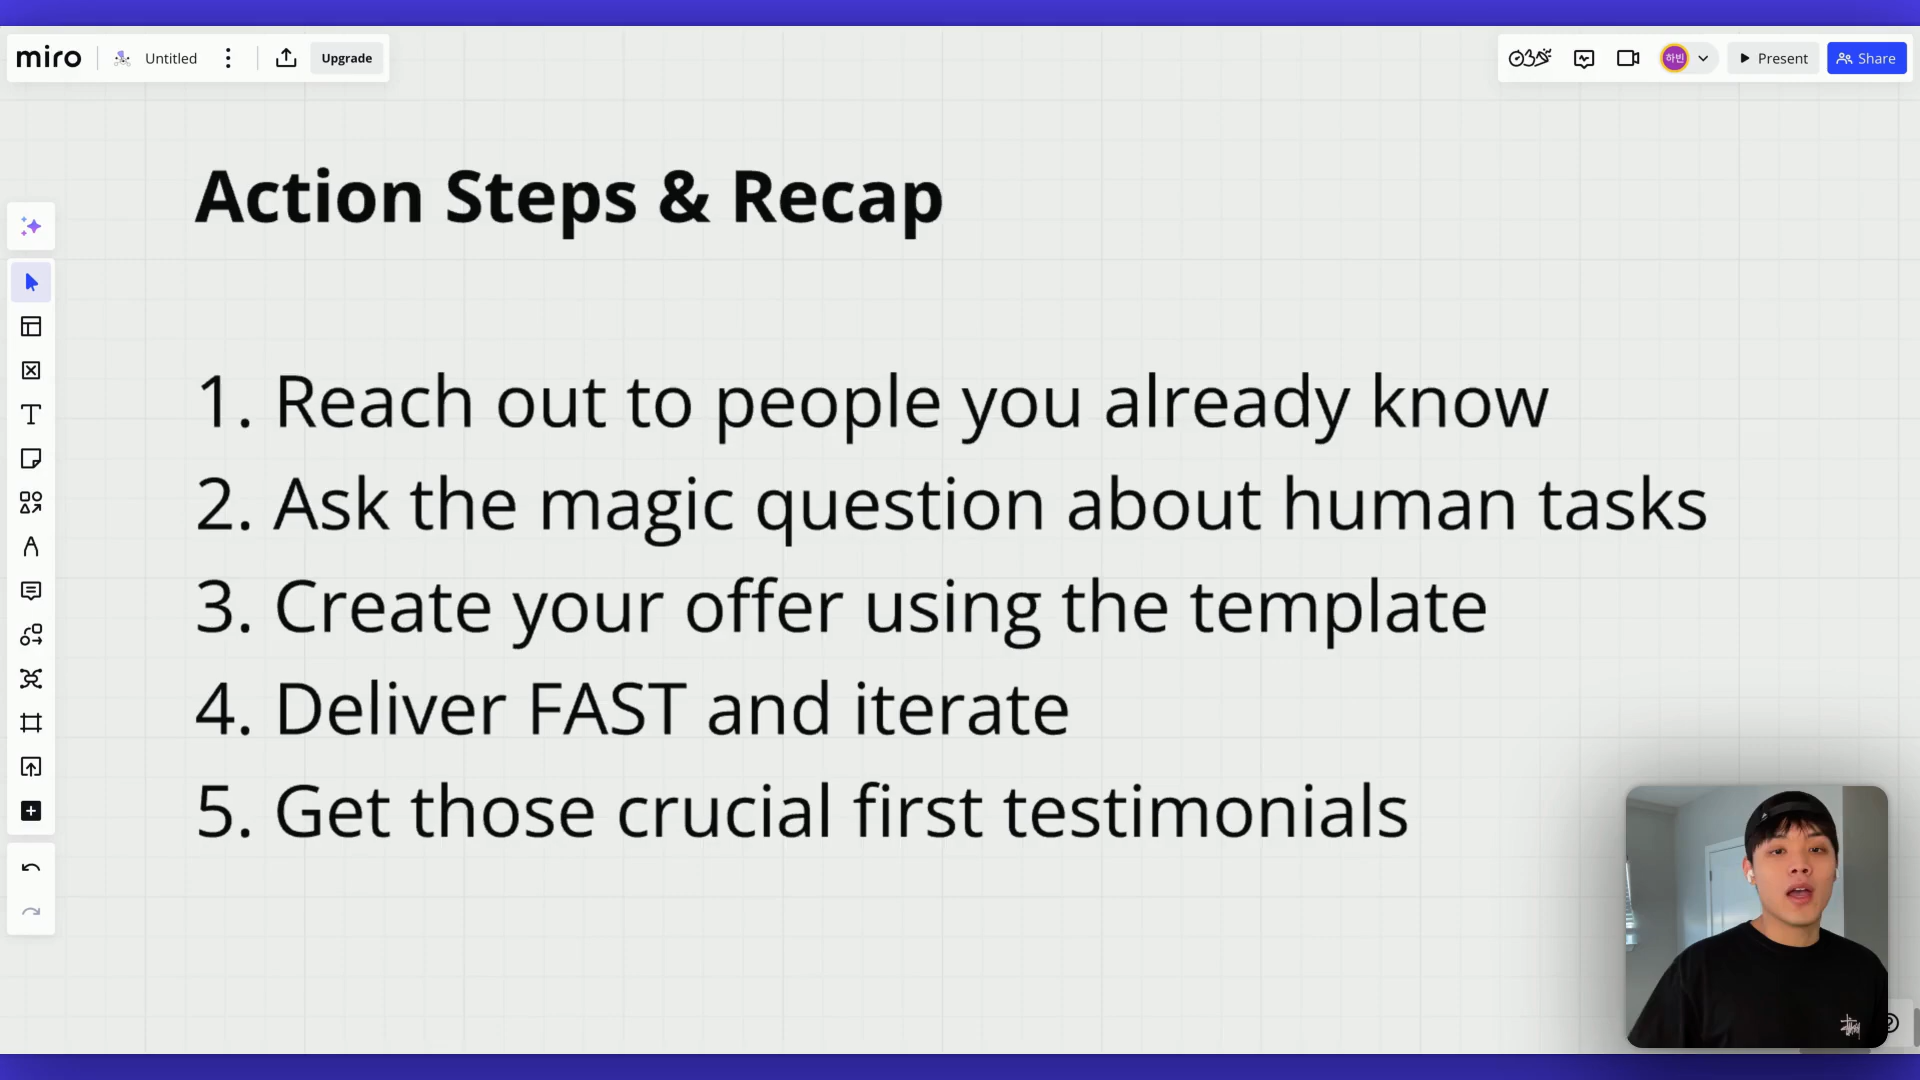 miro
Untitled
Upgrade
하빈
Present
Share
Action Steps & Recap
1. Reach out to people you already know
2. Ask the magic question about human tasks
3. Create your offer using the template
4. Deliver FAST and iterate
5. Get those crucial first testimonials